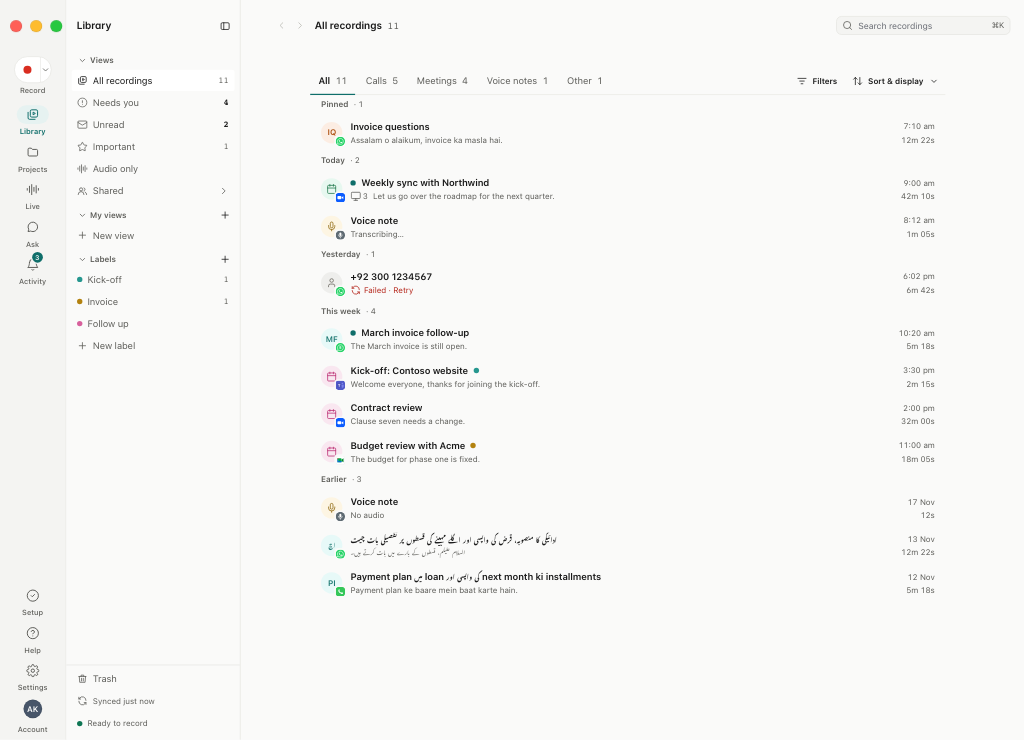 Library
All recordings 11
Search recordings ⌘K
Record
Library
Projects
Live
Ask
3
Activity
Setup
Help
Settings
AK
Account
Views
All recordings 11
Needs you 4
Unread 2
Important 1
Audio only
Shared
My views
New view
Labels
Kick-off 1
Invoice 1
Follow up
New label
Trash
Synced just now
Ready to record
All 11 Calls 5 Meetings 4 Voice notes 1 Other 1
Filters Sort & display
Pinned · 1
IQ
Invoice questions 7:10 am
Assalam o alaikum, invoice ka masla hai. 12m 22s
Today · 2
Weekly sync with Northwind 9:00 am
3 Let us go over the roadmap for the next quarter. 42m 10s
Voice note 8:12 am
Transcribing… 1m 05s
Yesterday · 1
+92 300 1234567 6:02 pm
Failed · Retry 6m 42s
This week · 4
MF
March invoice follow-up 10:20 am
The March invoice is still open. 5m 18s
Kick-off: Contoso website 3:30 pm
Welcome everyone, thanks for joining the kick-off. 2m 15s
Contract review 2:00 pm
Clause seven needs a change. 32m 00s
Budget review with Acme 11:00 am
The budget for phase one is fixed. 18m 05s
Earlier · 3
Voice note 17 Nov
No audio 12s
ادائیگی کا منصوبہ، قرض کی واپسی اور اگلے مہینے کی قسطوں پر تفصیلی بات چیت 13 Nov
السلام علیکم، قسطوں کے بارے میں بات کرتے ہیں۔ 12m 22s
PI
Payment plan میں loan کی واپسی اور next month ki installments 12 Nov
Payment plan ke baare mein baat karte hain. 5m 18s